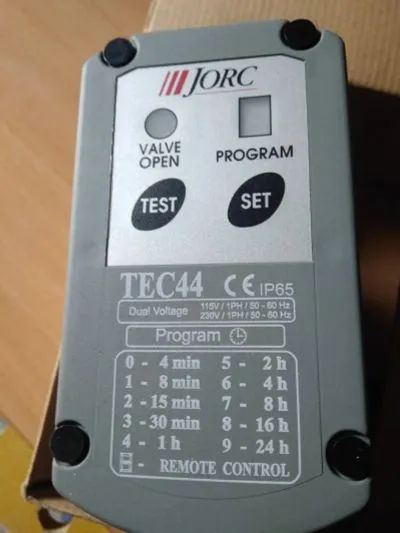 JORC
VALVE OPEN
PROGRAM
TEST
SET
TEC44 CE IP65
Dual Voltage 115V / 1PH / 50 - 60 Hz
230V / 1PH / 50 - 60 Hz
Program
0 - 4 min 5 - 2 h
1 - 8 min 6 - 4 h
2 - 15 min 7 - 8 h
3 - 30 min 8 - 16 h
4 - 1 h 9 - 24 h
- REMOTE CONTROL